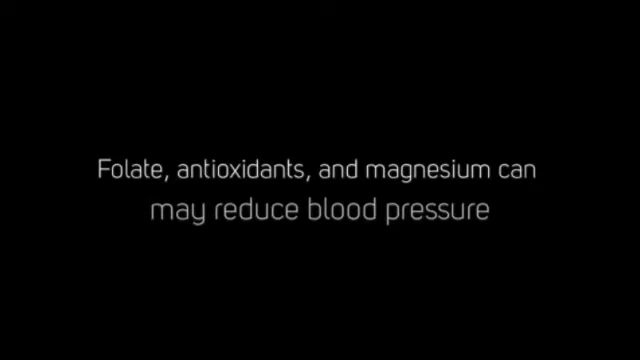 Folate, antioxidants, and magnesium can
may reduce blood pressure